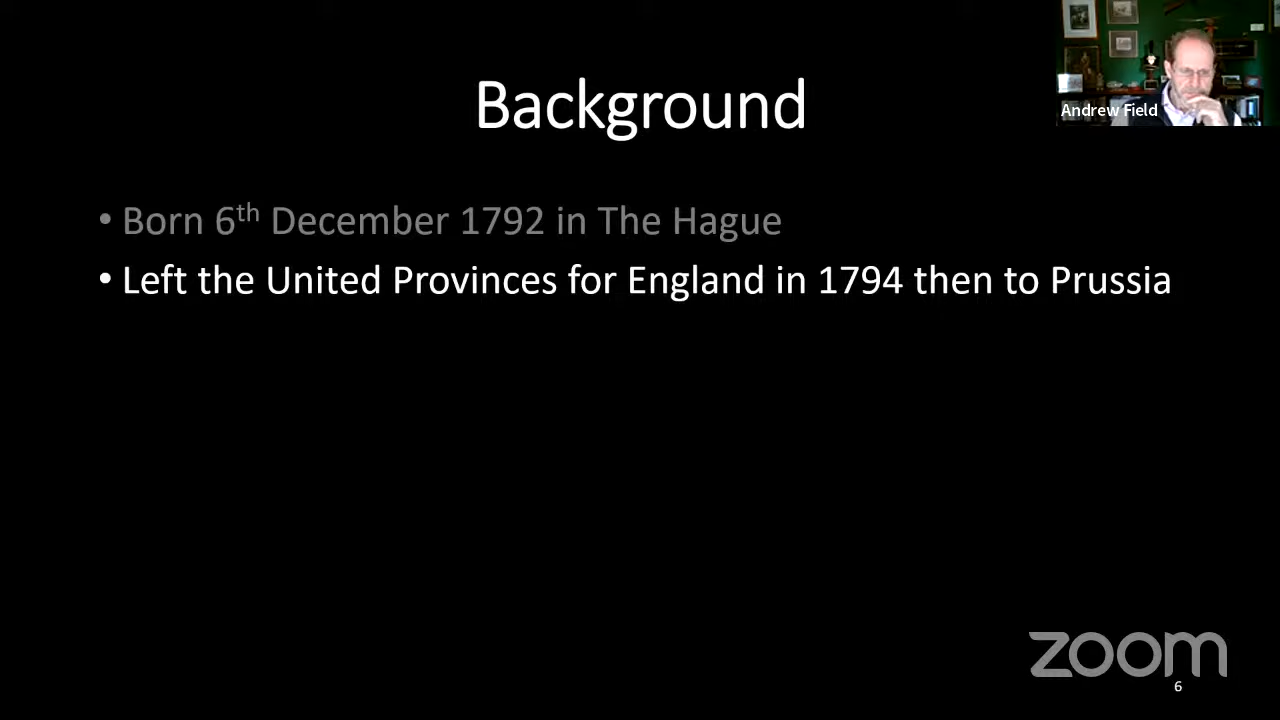 Background
Andrew Field
• Born 6th December 1792 in The Hague
• Left the United Provinces for England in 1794 then to Prussia
zoom
6